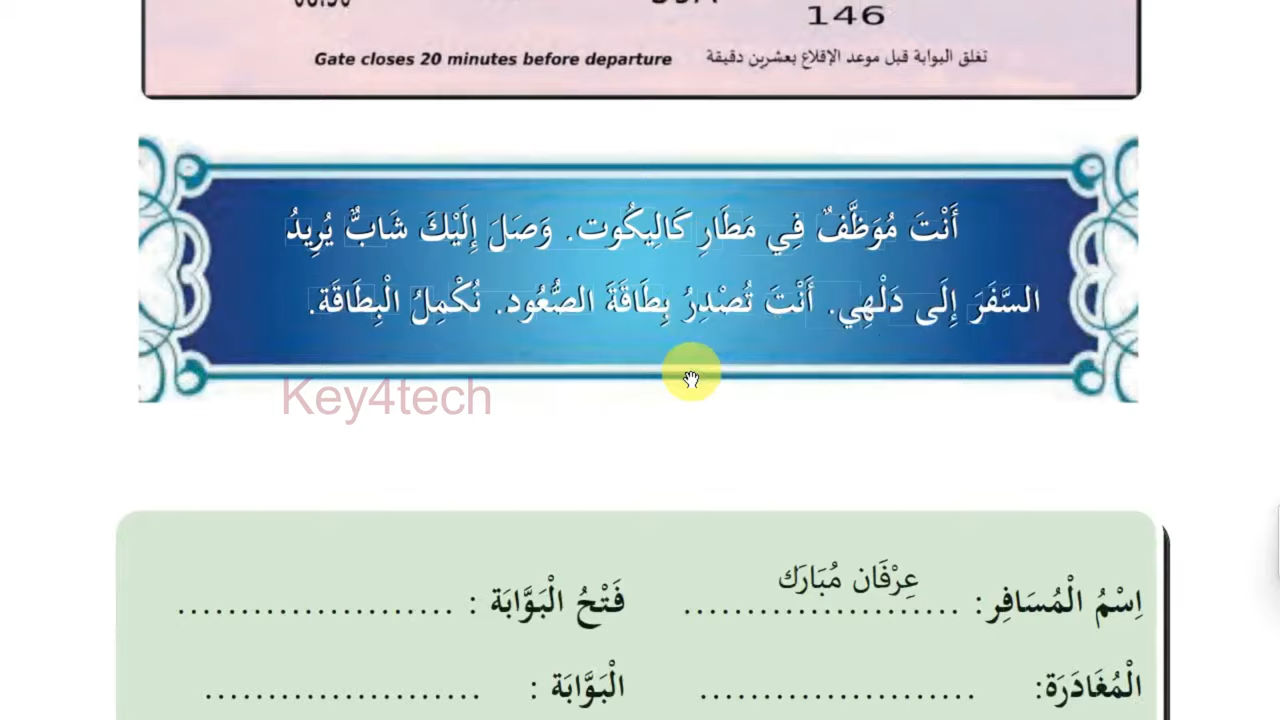 146
Gate closes 20 minutes before departure تغلق البوابة قبل موعد الإقلاع بعشرين دقيقة
أَنْتَ مُوَظَّفٌ فِي مَطَارِ كَالِيكُوت. وَصَلَ إِلَيْكَ شَابٌّ يُرِيدُ
السَّفَرَ إِلَى دَلْهِي. أَنْتَ تُصْدِرُ بِطَاقَةَ الصُّعُود. نُكْمِلُ الْبِطَاقَة.
Key4tech
اِسْمُ الْمُسَافِر: عِرْفَان مُبَارَك فَتْحُ الْبَوَّابَة : ......................
الْمُغَادَرَة: ...................... الْبَوَّابَة : ......................